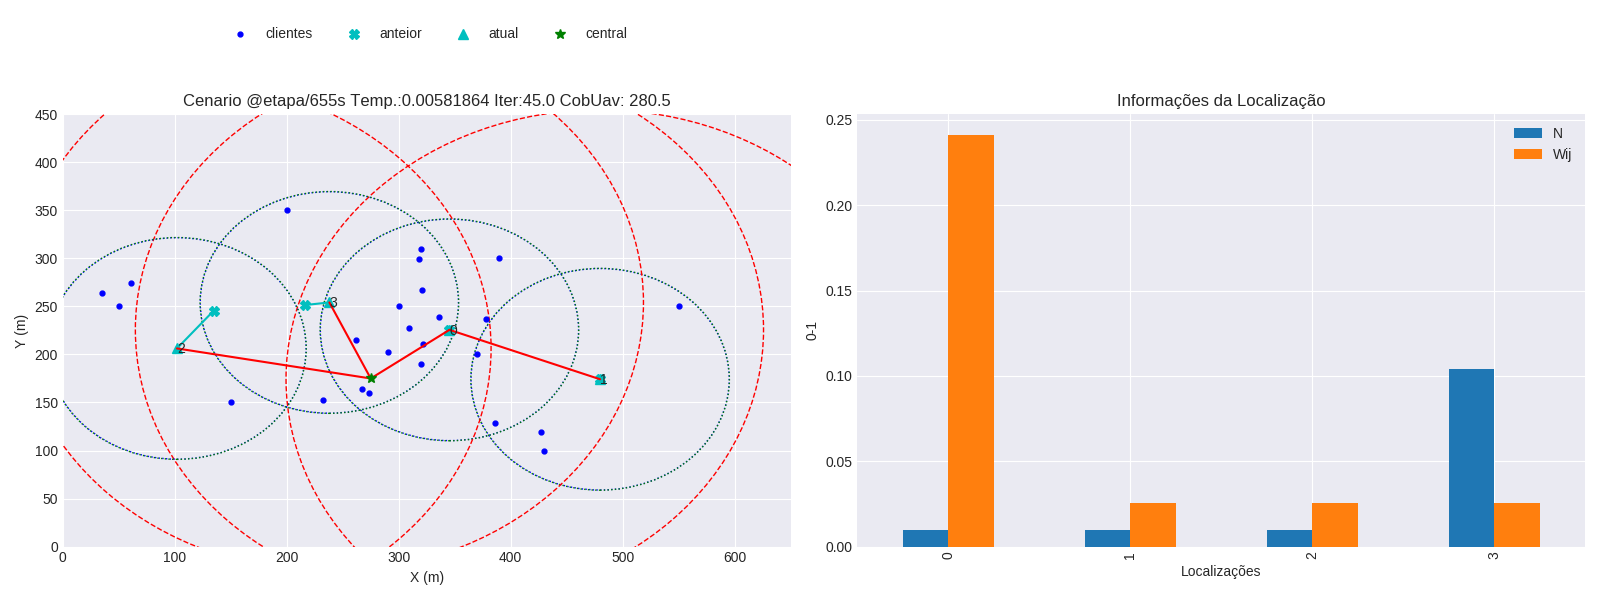 clientes anteior atual central
Cenario @etapa/655s Temp.:0.00581864 Iter:45.0 CobUav: 280.5
450
400
350
300
250
200
150
100
50
0
Y (m)
0 100 200 300 400 500 600
X (m)
3
2
0
1
Informações da Localização
N
Wij
0.25
0.20
0.15
0.10
0.05
0.00
0-1
0 1 2 3
Localizações